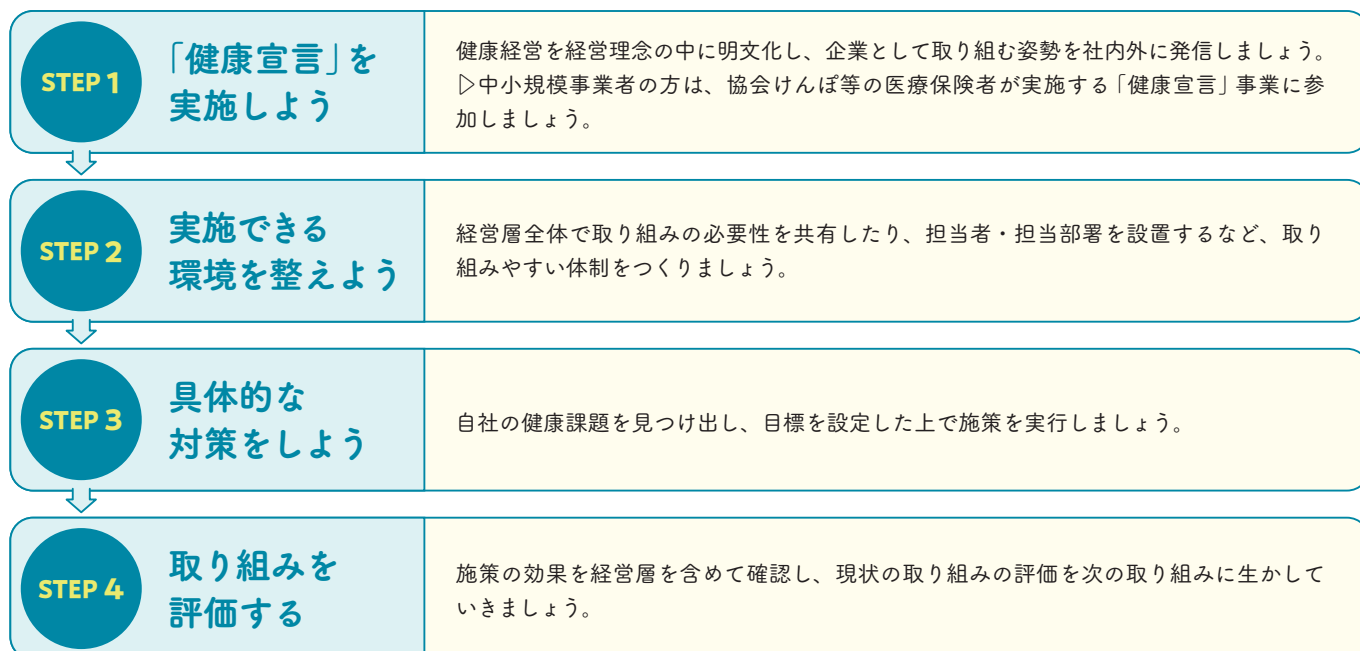 STEP 1
「健康宣言」を
実施しよう
健康経営を経営理念の中に明文化し、企業として取り組む姿勢を社内外に発信しましょう。
▷中小規模事業者の方は、協会けんぽ等の医療保険者が実施する「健康宣言」事業に参
加しましょう。
STEP 2
実施できる
環境を整えよう
経営層全体で取り組みの必要性を共有したり、担当者・担当部署を設置するなど、取り
組みやすい体制をつくりましょう。
STEP 3
具体的な
対策をしよう
自社の健康課題を見つけ出し、目標を設定した上で施策を実行しましょう。
STEP 4
取り組みを
評価する
施策の効果を経営層を含めて確認し、現状の取り組みの評価を次の取り組みに生かして
いきましょう。